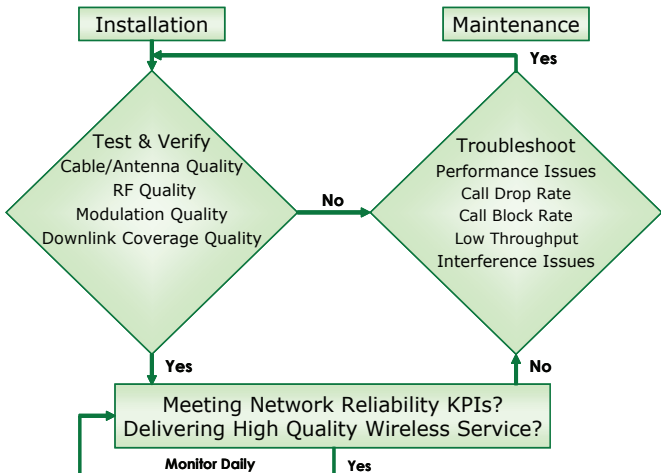 Installation
Maintenance
Yes
Test & Verify
Cable/Antenna Quality
RF Quality
Modulation Quality
Downlink Coverage Quality
No
Troubleshoot
Performance Issues
Call Drop Rate
Call Block Rate
Low Throughput
Interference Issues
Yes
No
Meeting Network Reliability KPIs?
Delivering High Quality Wireless Service?
Monitor Daily
Yes